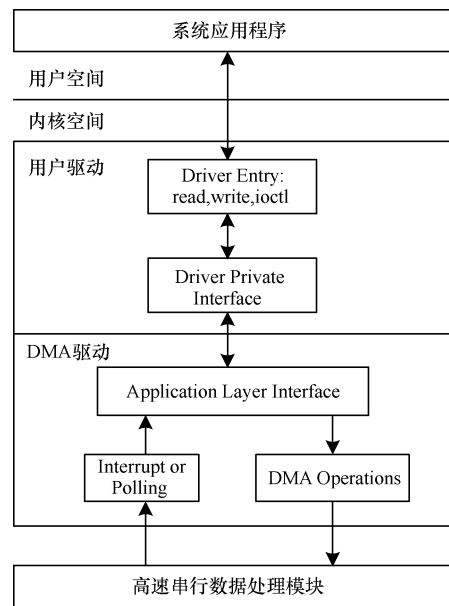 系统应用程序
用户空间
内核空间
用户驱动
Driver Entry:
read,write,ioctl
Driver Private
Interface
DMA驱动
Application Layer Interface
Interrupt or
Polling
DMA Operations
高速串行数据处理模块